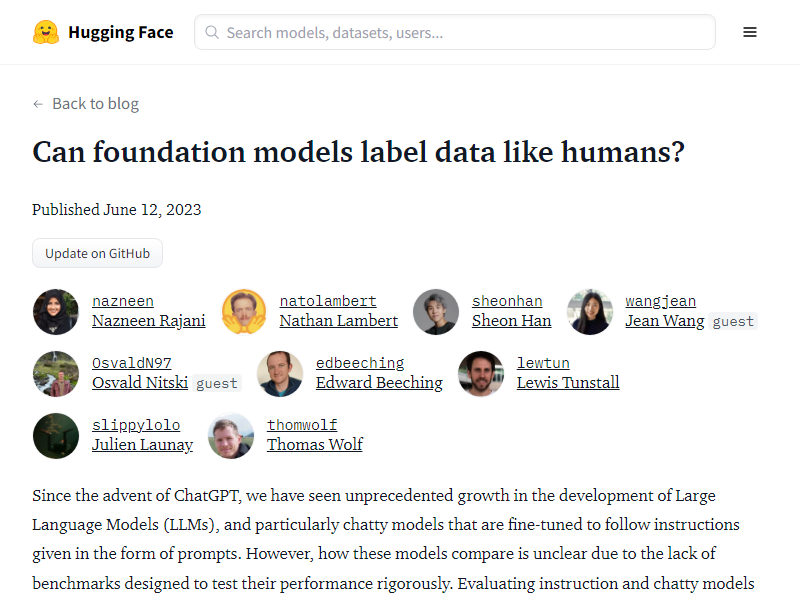 Hugging Face
Search models, datasets, users...
Back to blog
Can foundation models label data like humans?
Published June 12, 2023
Update on GitHub
nazneen
Nazneen Rajani
natolambert
Nathan Lambert
sheonhan
Sheon Han
wangjean
Jean Wang guest
OsvaldN97
Osvald Nitski guest
edbeeching
Edward Beeching
lewtun
Lewis Tunstall
slippylolo
Julien Launay
thomwolf
Thomas Wolf
Since the advent of ChatGPT, we have seen unprecedented growth in the development of Large
Language Models (LLMs), and particularly chatty models that are fine-tuned to follow instructions
given in the form of prompts. However, how these models compare is unclear due to the lack of
benchmarks designed to test their performance rigorously. Evaluating instruction and chatty models